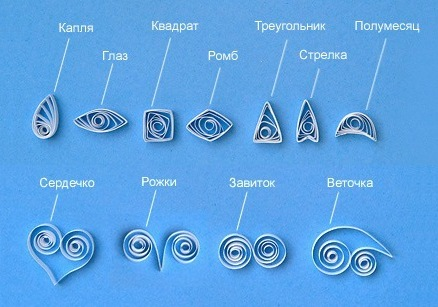 Капля Квадрат Треугольник Полумесяц
Глаз Ромб Стрелка
Сердечко Рожки Завиток Веточка